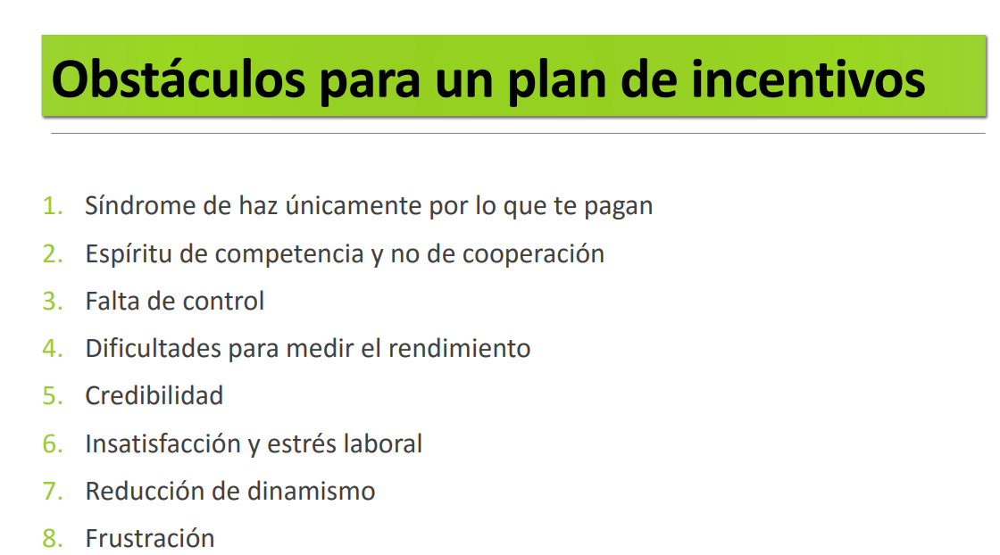 Obstáculos para un plan de incentivos
1. Síndrome de haz únicamente por lo que te pagan
2. Espíritu de competencia y no de cooperación
3. Falta de control
4. Dificultades para medir el rendimiento
5. Credibilidad
6. Insatisfacción y estrés laboral
7. Reducción de dinamismo
8. Frustración